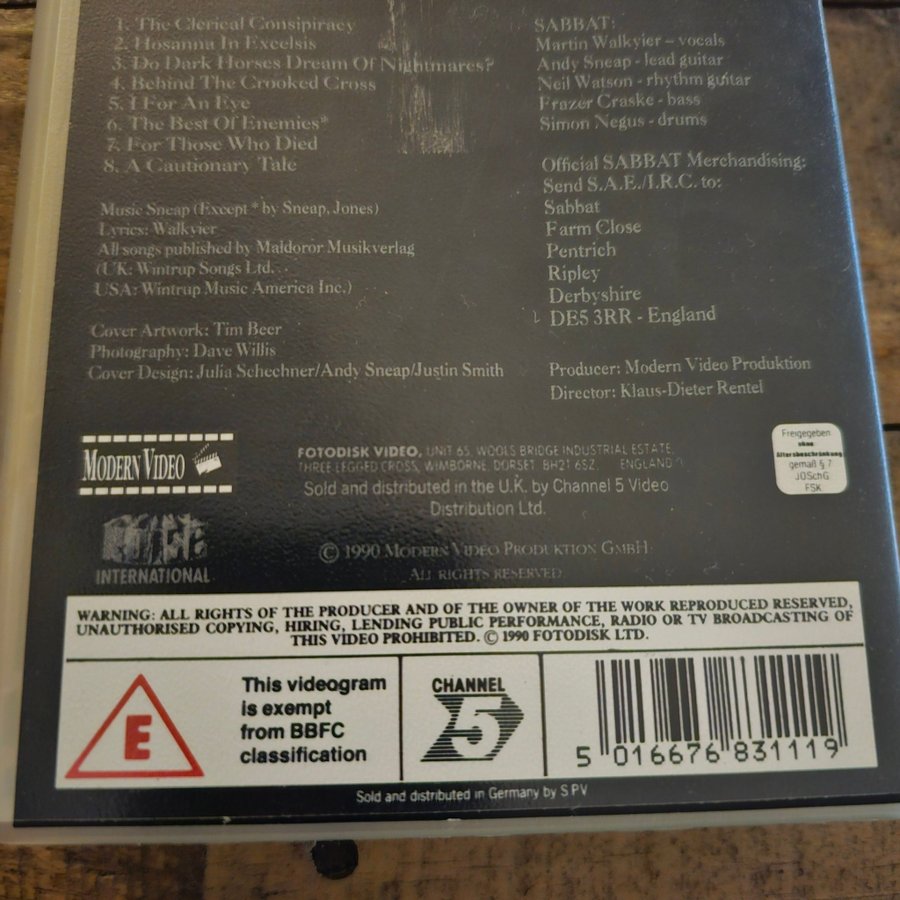 1. The Clerical Conspiracy
2. Hosanna In Excelsis
3. Do Dark Horses Dream Of Nightmares?
4. Behind The Crooked Cross
5. I For An Eye
6. The Best Of Enemies*
7. For Those Who Died
8. A Cautionary Tale
Music Sneap (Except * by Sneap, Jones)
Lyrics: Walkyier
All songs published by Maldoror Musikverlag
(UK: Wintrup Songs Ltd.
USA: Wintrup Music America Inc.)
Cover Artwork: Tim Beer
Photography: Dave Willis
Cover Design: Julia Schechner/Andy Sneap/Justin Smith
SABBAT:
Martin Walkyier – vocals
Andy Sneap - lead guitar
Neil Watson - rhythm guitar
Frazer Craske - bass
Simon Negus - drums
Official SABBAT Merchandising:
Send S.A.E./I.R.C. to:
Sabbat
Farm Close
Pentrich
Ripley
Derbyshire
DE5 3RR - England
Producer: Modern Video Produktion
Director: Klaus-Dieter Rentel
MODERN VIDEO
INTERNATIONAL
FOTODISK VIDEO, UNIT 65, WOOLS BRIDGE INDUSTRIAL ESTATE,
THREE LEGGED CROSS, WIMBORNE, DORSET BH21 6SZ. ENGLAND
Sold and distributed in the U.K. by Channel 5 Video
Distribution Ltd.
© 1990 MODERN VIDEO PRODUKTION GMBH
ALL RIGHTS RESERVED
Freigegeben
ohne
Altersbeschränkung
gemäß § 7
JÖSchG
FSK
WARNING: ALL RIGHTS OF THE PRODUCER AND OF THE OWNER OF THE WORK REPRODUCED RESERVED,
UNAUTHORISED COPYING, HIRING, LENDING PUBLIC PERFORMANCE, RADIO OR TV BROADCASTING OF
THIS VIDEO PROHIBITED. © 1990 FOTODISK LTD.
E
This videogram
is exempt
from BBFC
classification
CHANNEL
5
5 016676 831119
Sold and distributed in Germany by SPV